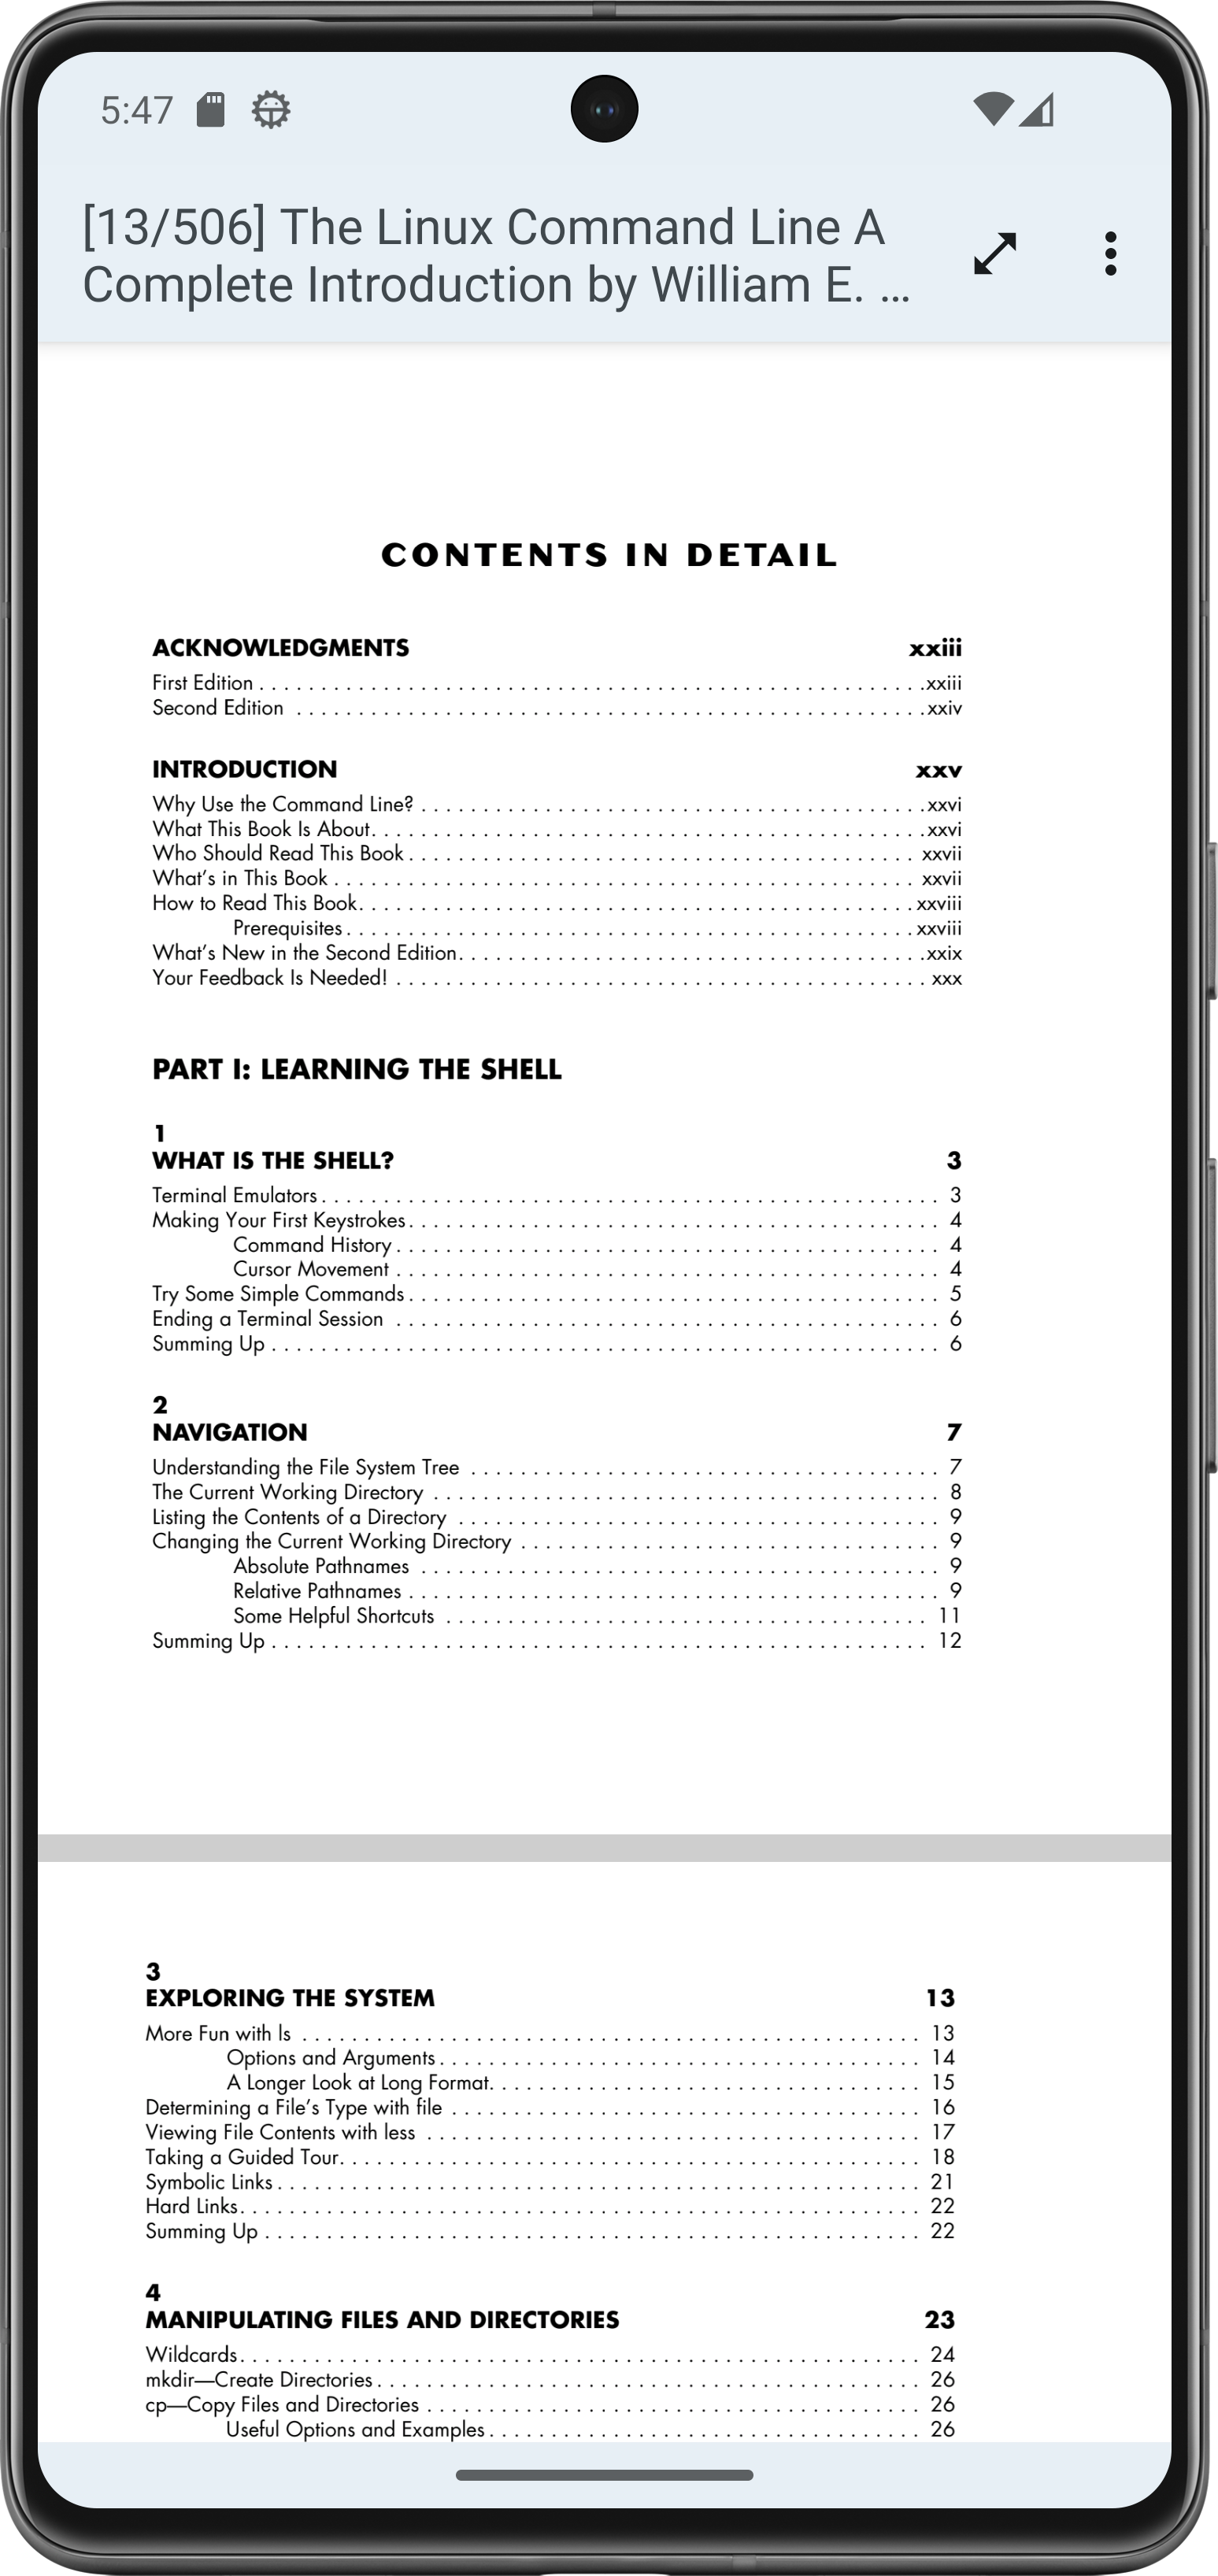 5:47
[13/506] The Linux Command Line A
Complete Introduction by William E. ...
CONTENTS IN DETAIL
ACKNOWLEDGMENTS xxiii
First Edition . . . . . . . . . . xxiii
Second Edition . . . . . . . . . . xxiv
INTRODUCTION xxv
Why Use the Command Line? . . . . . . . . . . xxvi
What This Book Is About . . . . . . . . . . xxvi
Who Should Read This Book . . . . . . . . . . xxvii
What's in This Book . . . . . . . . . . xxvii
How to Read This Book . . . . . . . . . . xxviii
Prerequisites . . . . . . . . . . xxviii
What's New in the Second Edition . . . . . . . . . . xxix
Your Feedback Is Needed! . . . . . . . . . . xxx
PART I: LEARNING THE SHELL
1
WHAT IS THE SHELL? 3
Terminal Emulators . . . . . . . . . . 3
Making Your First Keystrokes . . . . . . . . . . 4
Command History . . . . . . . . . . 4
Cursor Movement . . . . . . . . . . 4
Try Some Simple Commands . . . . . . . . . . 5
Ending a Terminal Session . . . . . . . . . . 6
Summing Up . . . . . . . . . . 6
2
NAVIGATION 7
Understanding the File System Tree . . . . . . . . . . 7
The Current Working Directory . . . . . . . . . . 8
Listing the Contents of a Directory . . . . . . . . . . 9
Changing the Current Working Directory . . . . . . . . . . 9
Absolute Pathnames . . . . . . . . . . 9
Relative Pathnames . . . . . . . . . . 9
Some Helpful Shortcuts . . . . . . . . . . 11
Summing Up . . . . . . . . . . 12
3
EXPLORING THE SYSTEM 13
More Fun with ls . . . . . . . . . . 13
Options and Arguments . . . . . . . . . . 14
A Longer Look at Long Format . . . . . . . . . . 15
Determining a File's Type with file . . . . . . . . . . 16
Viewing File Contents with less . . . . . . . . . . 17
Taking a Guided Tour . . . . . . . . . . 18
Symbolic Links . . . . . . . . . . 21
Hard Links . . . . . . . . . . 22
Summing Up . . . . . . . . . . 22
4
MANIPULATING FILES AND DIRECTORIES 23
Wildcards . . . . . . . . . . 24
mkdir—Create Directories . . . . . . . . . . 26
cp—Copy Files and Directories . . . . . . . . . . 26
Useful Options and Examples . . . . . . . . . . 26